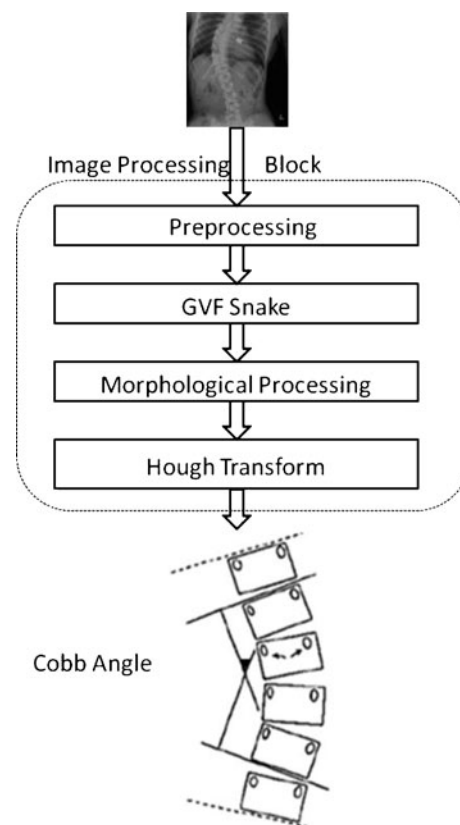 Image Processing Block
Preprocessing
GVF Snake
Morphological Processing
Hough Transform
Cobb Angle